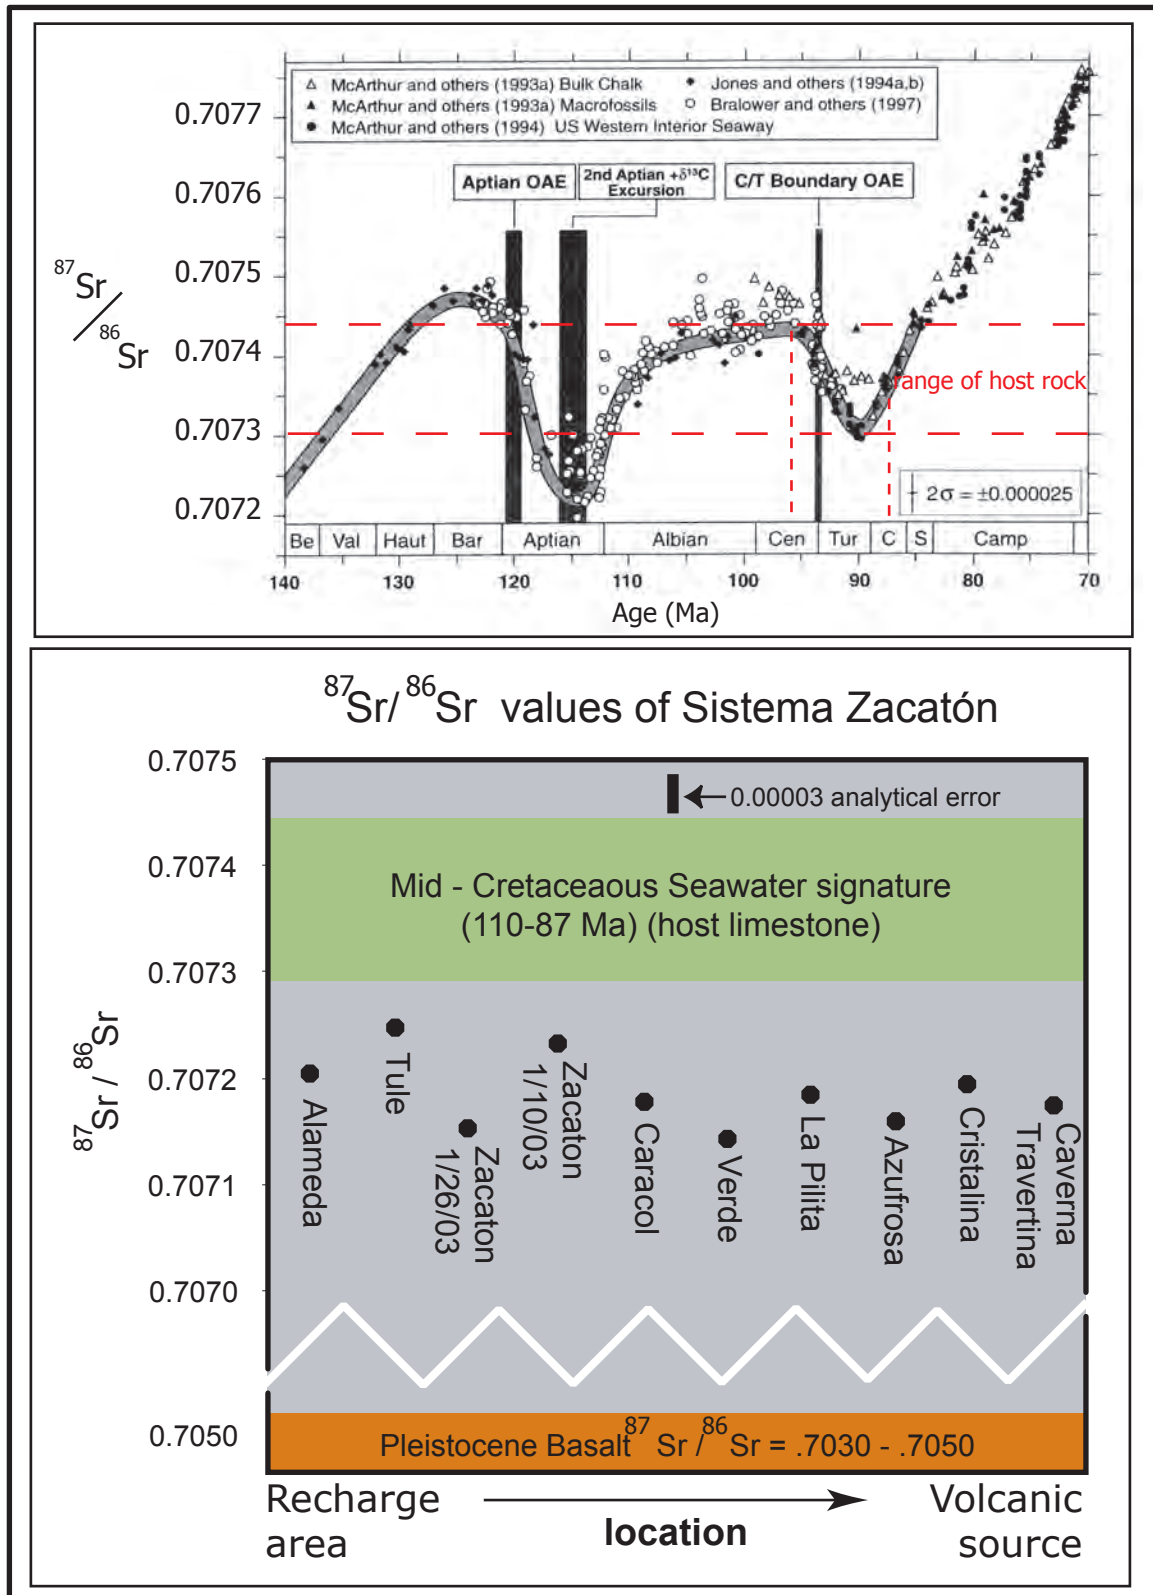 △ McArthur and others (1993a) Bulk Chalk
▲ McArthur and others (1993a) Macrofossils
● McArthur and others (1994) US Western Interior Seaway
◆ Jones and others (1994a,b)
○ Bralower and others (1997)
0.7077
0.7076
0.7075
0.7074
0.7073
0.7072
87Sr/86Sr
Aptian OAE
2nd Aptian +δ13C
Excursion
C/T Boundary OAE
range of host rock
2σ = ±0.000025
Be Val Haut Bar Aptian Albian Cen Tur C S Camp
140 130 120 110 100 90 80 70
Age (Ma)
87Sr/ 86Sr values of Sistema Zacatón
0.7075
0.7074
0.7073
0.7072
0.7071
0.7070
0.7050
87Sr / 86Sr
0.00003 analytical error
Mid - Cretaceaous Seawater signature
(110-87 Ma) (host limestone)
Alameda
Tule
Zacaton
1/26/03
Zacaton
1/10/03
Caracol
Verde
La Pilita
Azufrosa
Cristalina
Caverna
Travertina
Pleistocene Basalt 87Sr /86Sr = .7030 - .7050
Recharge
area
location
Volcanic
source